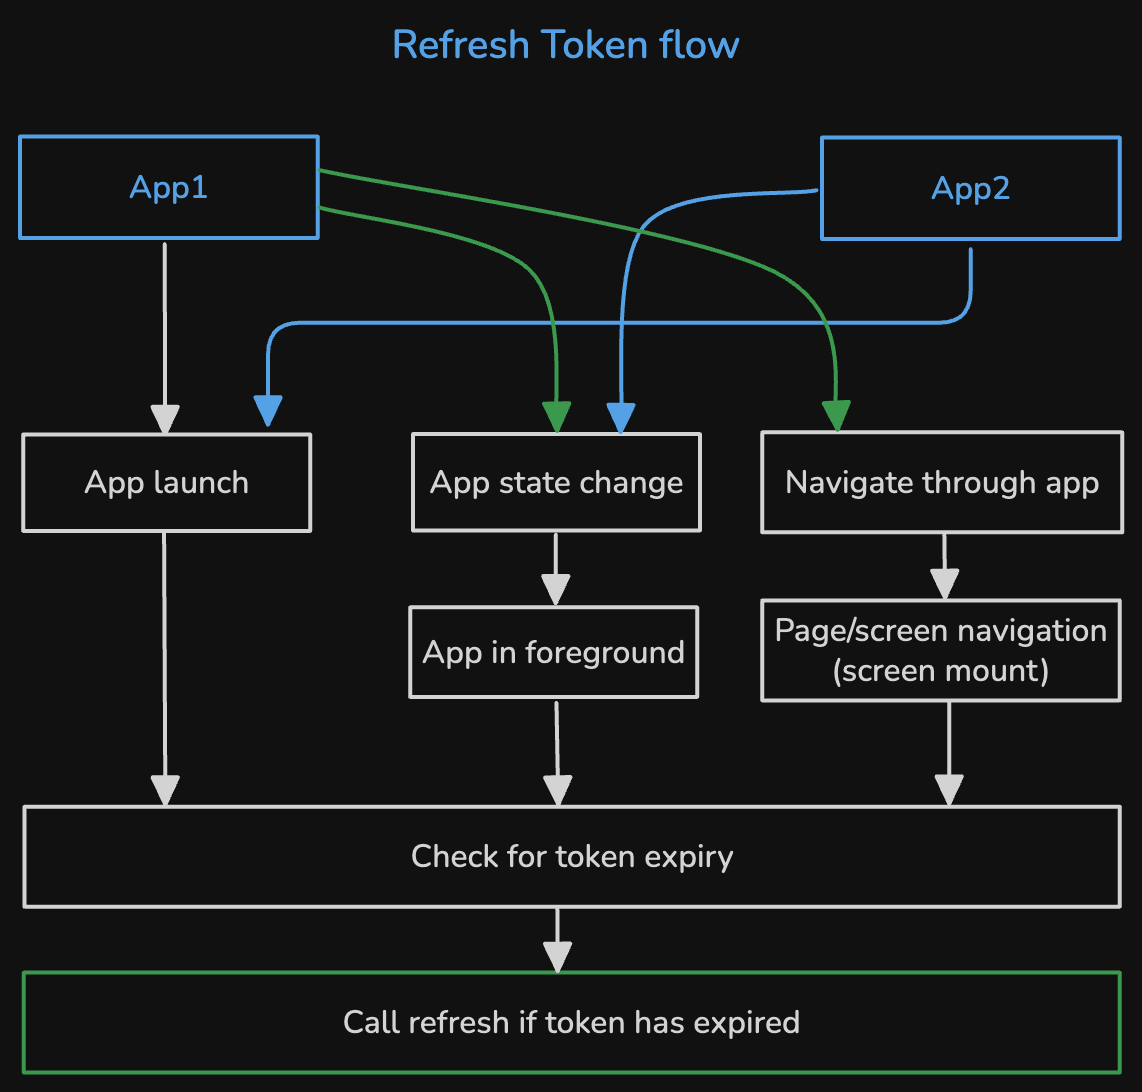 Refresh Token flow
App1
App2
App launch
App state change
Navigate through app
App in foreground
Page/screen navigation
(screen mount)
Check for token expiry
Call refresh if token has expired